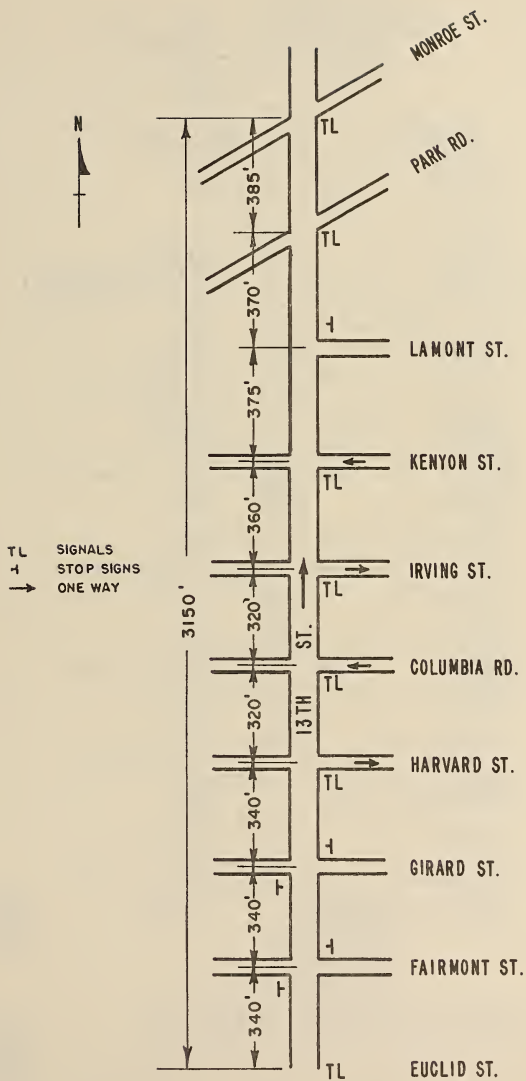 MONROE ST.
N
TL
PARK RD.
385'
TL
370'
LAMONT ST.
375'
KENYON ST.
TL
360'
TL SIGNALS
STOP SIGNS
ONE WAY
3150'
IRVING ST.
TL
320'
13TH ST.
COLUMBIA RD.
TL
320'
HARVARD ST.
TL
340'
GIRARD ST.
340'
FAIRMONT ST.
340'
TL
EUCLID ST.